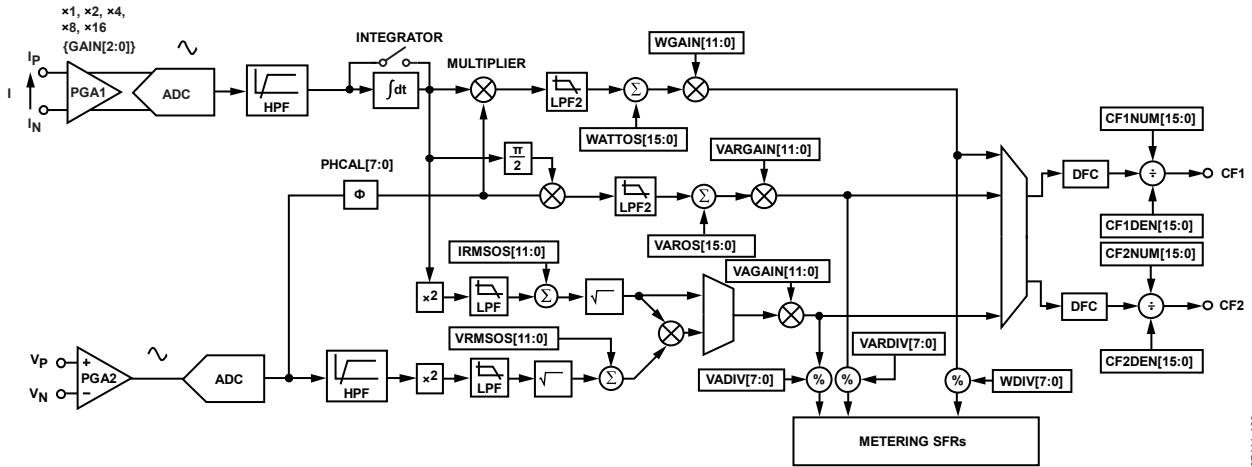 ×1, ×2, ×4,
×8, ×16
{GAIN[2:0]}
I
IP
IN
PGA1
ADC
HPF
INTEGRATOR
∫dt
MULTIPLIER
LPF2
Σ
WATTOS[15:0]
WGAIN[11:0]
PHCAL[7:0]
Φ
π
2
LPF2
Σ
VAROS[15:0]
VARGAIN[11:0]
CF1NUM[15:0]
DFC
÷
CF1
CF1DEN[15:0]
CF2NUM[15:0]
DFC
÷
CF2
CF2DEN[15:0]
IRMSOS[11:0]
×2
LPF
Σ
√
VAGAIN[11:0]
VRMSOS[11:0]
VP
VN
+
−
PGA2
ADC
HPF
×2
LPF
√
Σ
VARDIV[7:0]
VADIV[7:0]
%
%
%
WDIV[7:0]
METERING SFRs